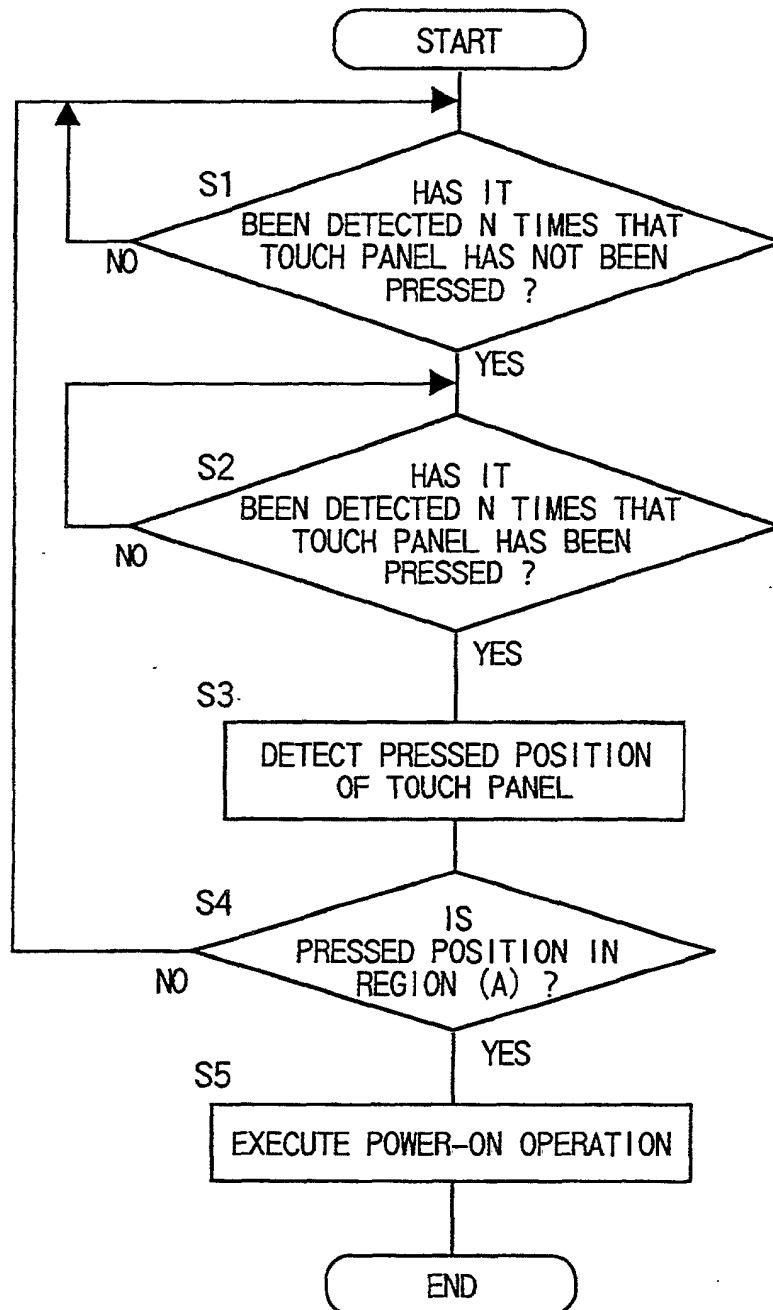 START
S1
HAS IT
BEEN DETECTED N TIMES THAT
TOUCH PANEL HAS NOT BEEN
PRESSED ?
NO
YES
S2
HAS IT
BEEN DETECTED N TIMES THAT
TOUCH PANEL HAS BEEN
PRESSED ?
NO
YES
S3
DETECT PRESSED POSITION
OF TOUCH PANEL
S4
IS
PRESSED POSITION IN
REGION (A) ?
NO
YES
S5
EXECUTE POWER-ON OPERATION
END